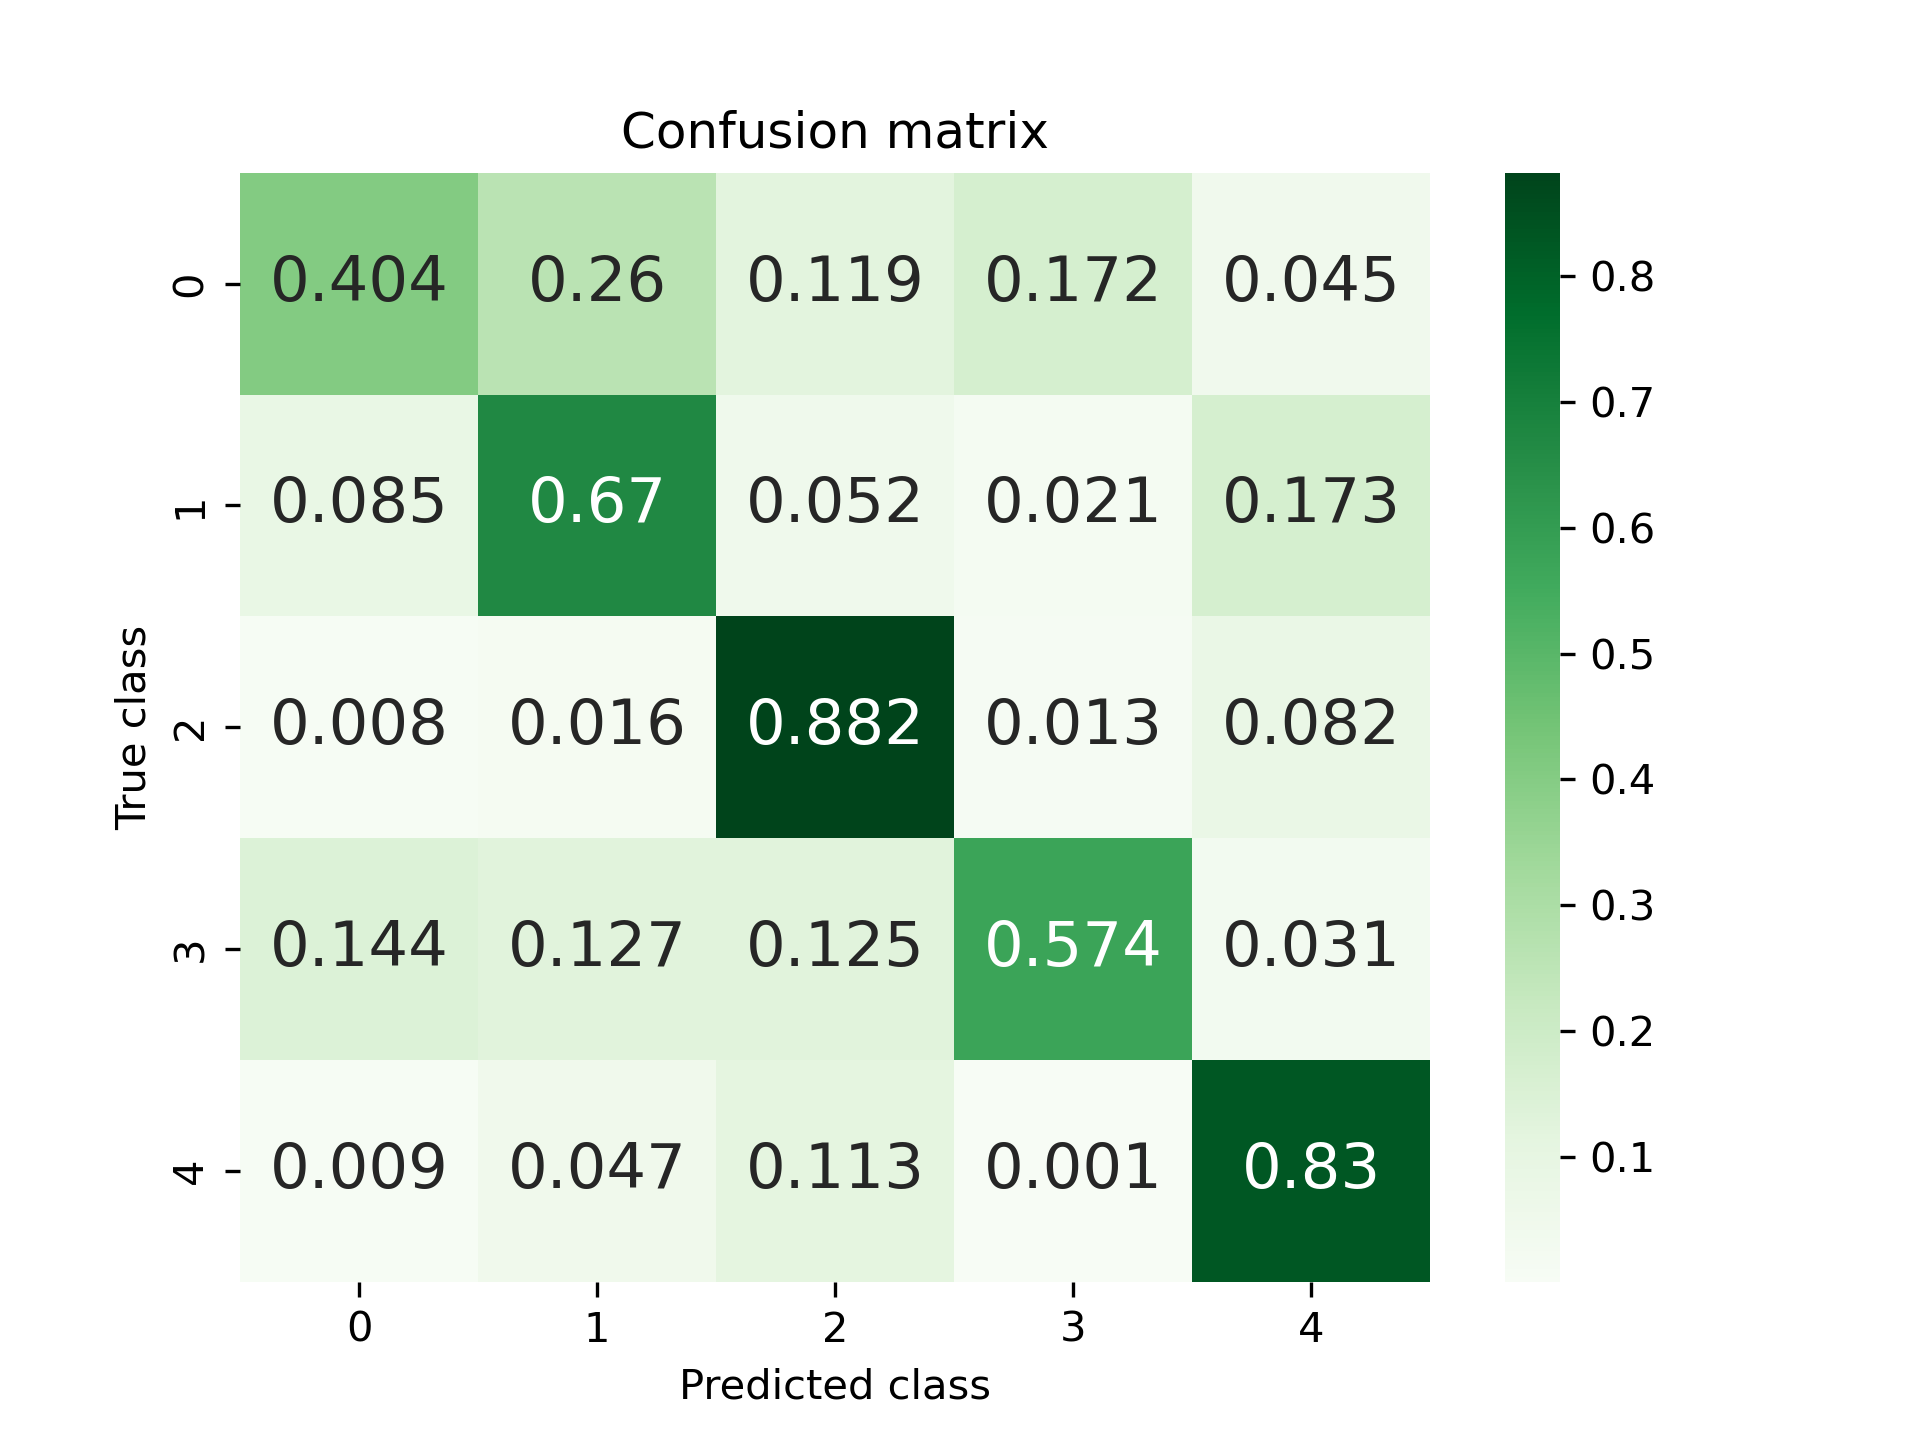 Confusion matrix
0 0.404 0.26 0.119 0.172 0.045
1 0.085 0.67 0.052 0.021 0.173
2 0.008 0.016 0.882 0.013 0.082
3 0.144 0.127 0.125 0.574 0.031
4 0.009 0.047 0.113 0.001 0.83
True class
0 1 2 3 4
Predicted class
0.8
0.7
0.6
0.5
0.4
0.3
0.2
0.1